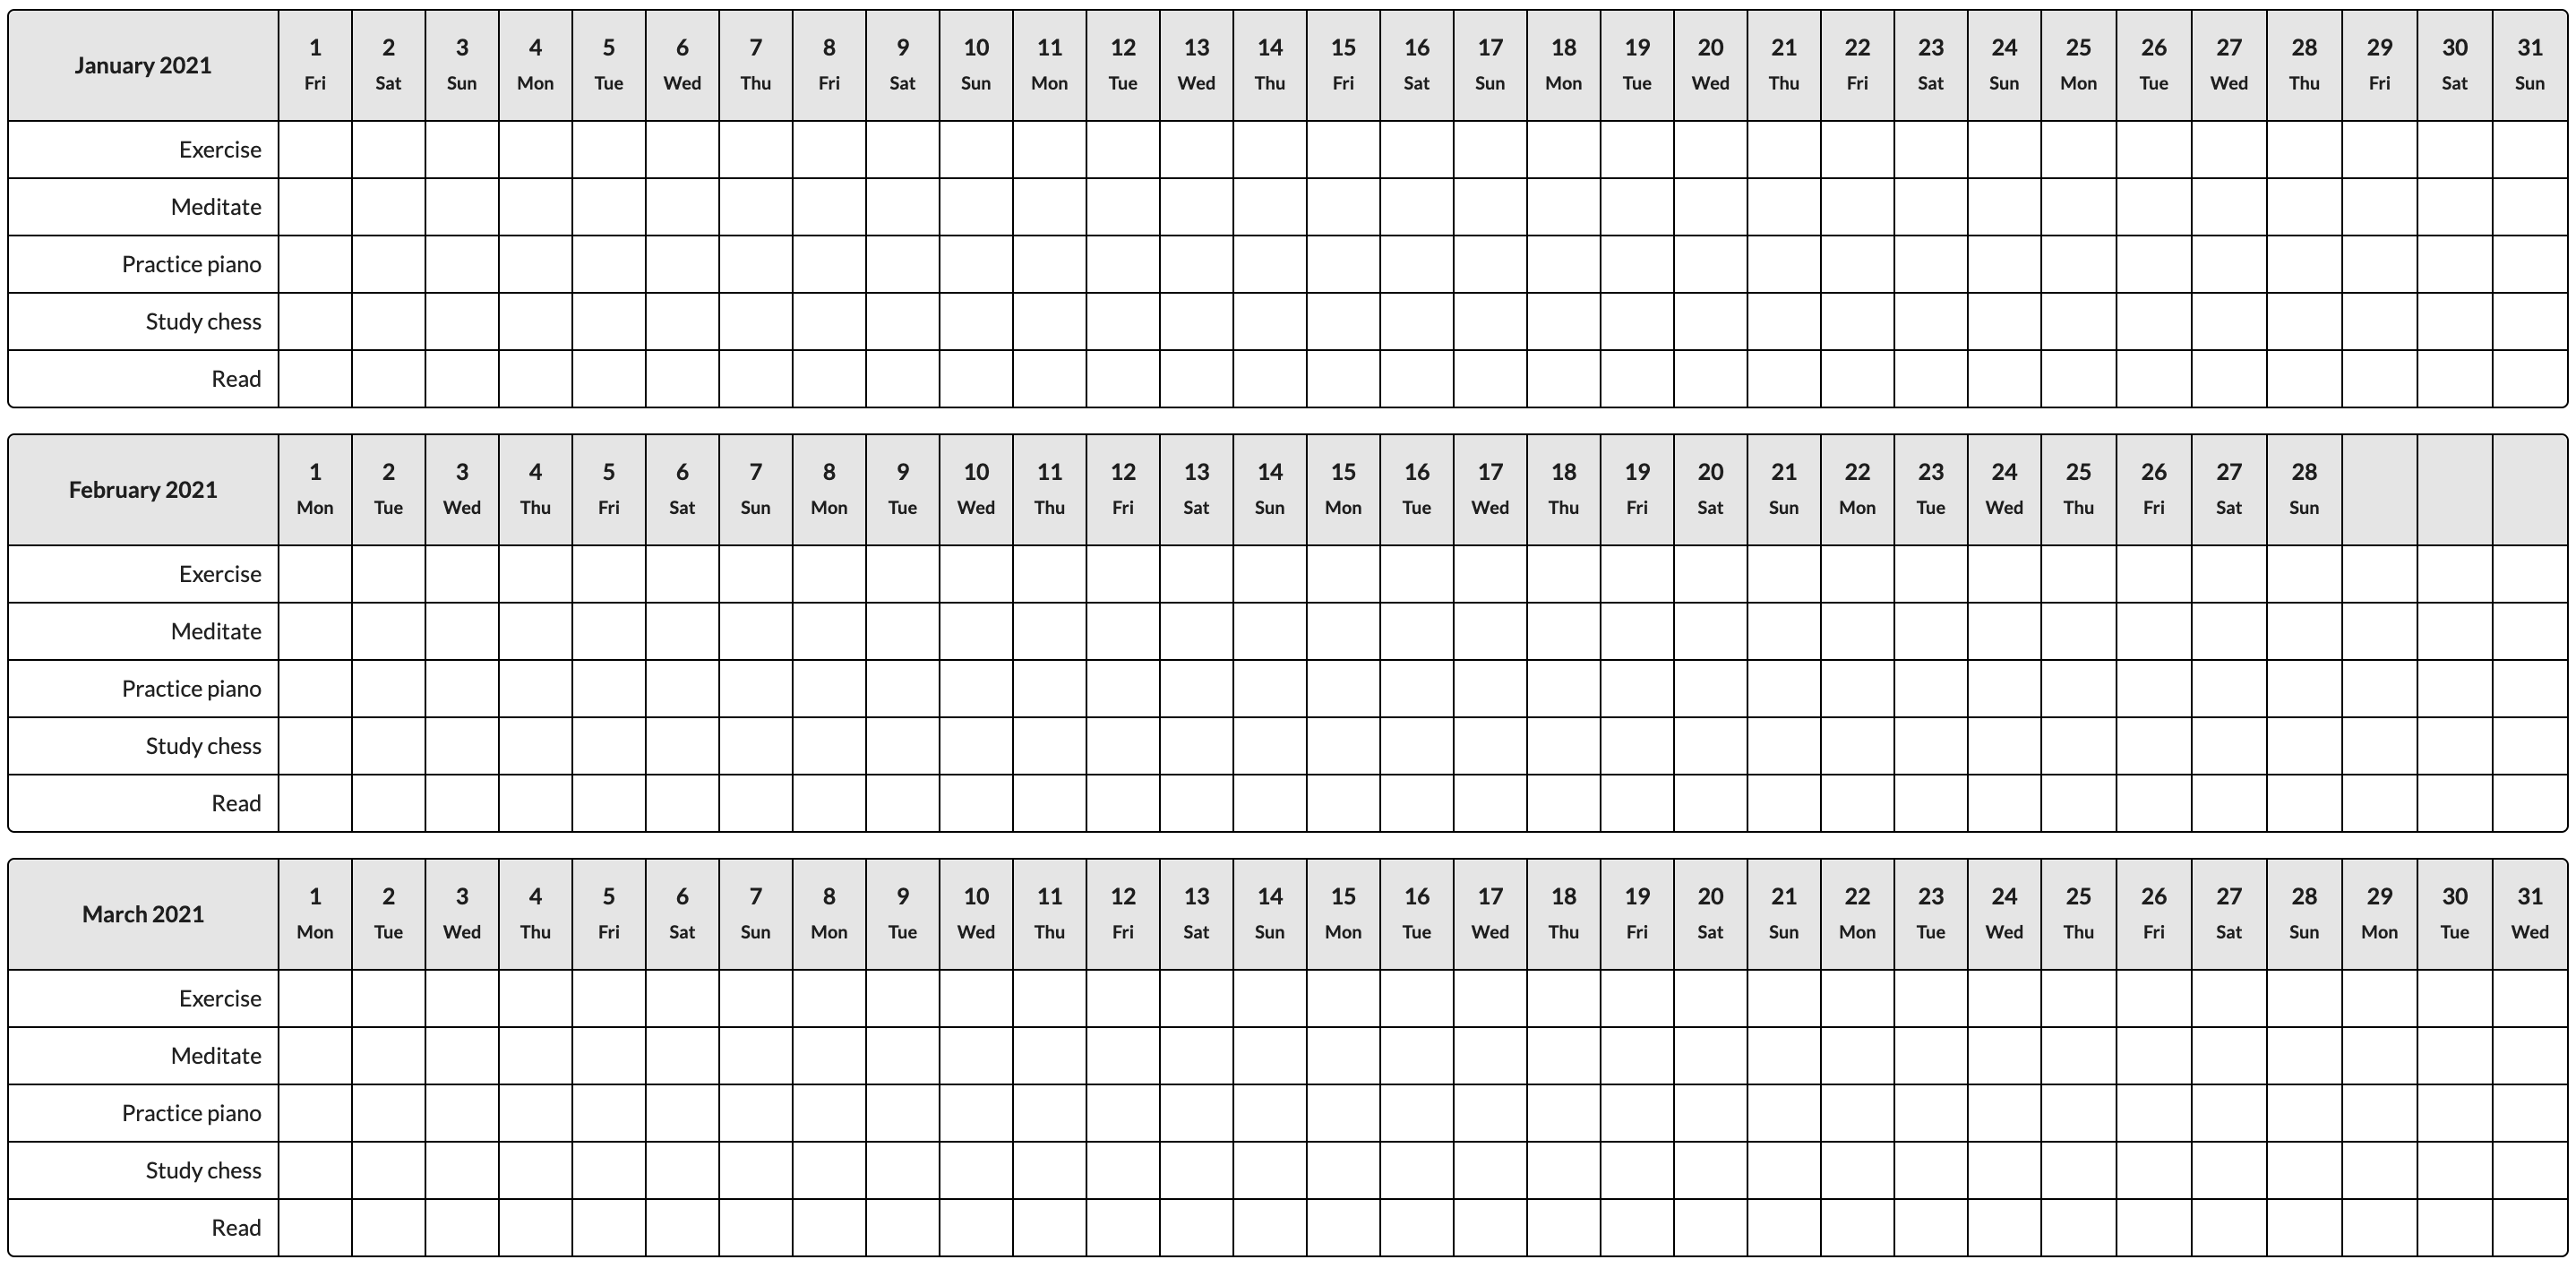 January 2021 1 2 3 4 5 6 7 8 9 10 11 12 13 14 15 16 17 18 19 20 21 22 23 24 25 26 27 28 29 30 31
Fri Sat Sun Mon Tue Wed Thu Fri Sat Sun Mon Tue Wed Thu Fri Sat Sun Mon Tue Wed Thu Fri Sat Sun Mon Tue Wed Thu Fri Sat Sun
Exercise
Meditate
Practice piano
Study chess
Read
February 2021 1 2 3 4 5 6 7 8 9 10 11 12 13 14 15 16 17 18 19 20 21 22 23 24 25 26 27 28
Mon Tue Wed Thu Fri Sat Sun Mon Tue Wed Thu Fri Sat Sun Mon Tue Wed Thu Fri Sat Sun Mon Tue Wed Thu Fri Sat Sun
Exercise
Meditate
Practice piano
Study chess
Read
March 2021 1 2 3 4 5 6 7 8 9 10 11 12 13 14 15 16 17 18 19 20 21 22 23 24 25 26 27 28 29 30 31
Mon Tue Wed Thu Fri Sat Sun Mon Tue Wed Thu Fri Sat Sun Mon Tue Wed Thu Fri Sat Sun Mon Tue Wed Thu Fri Sat Sun Mon Tue Wed
Exercise
Meditate
Practice piano
Study chess
Read